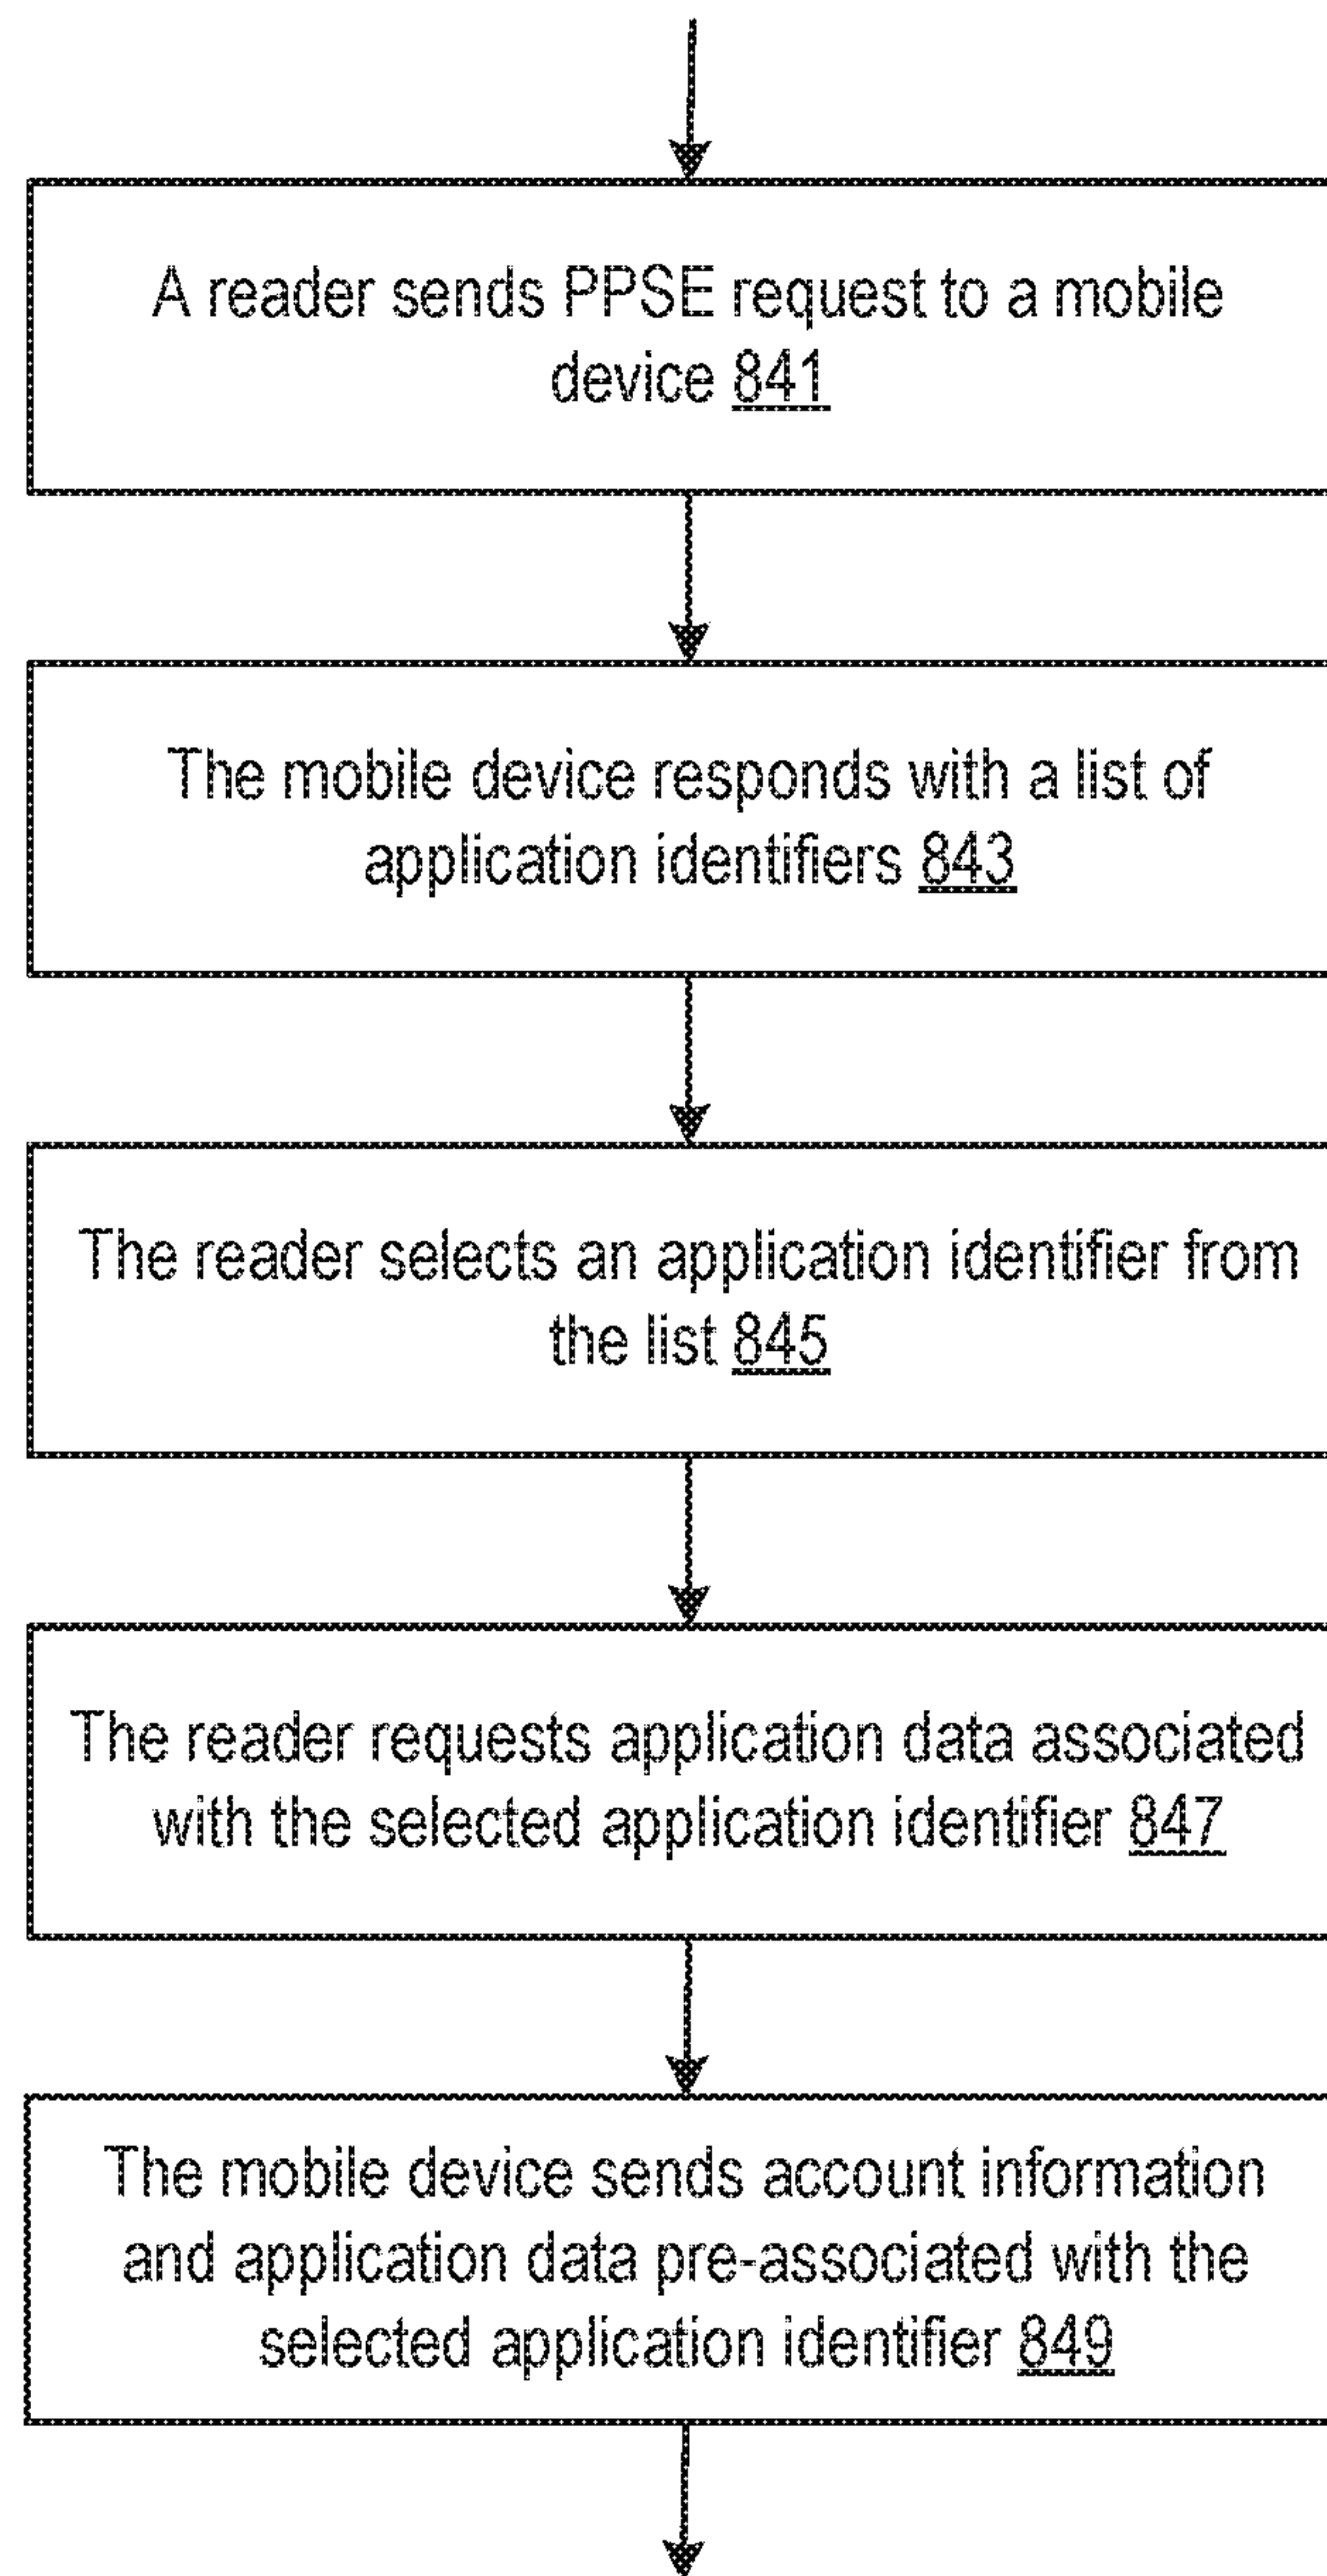 A reader sends PPSE request to a mobile
device 841
The mobile device responds with a list of
application identifiers 843
The reader selects an application identifier from
the list 845
The reader requests application data associated
with the selected application identifier 847
The mobile device sends account information
and application data pre-associated with the
selected application identifier 849